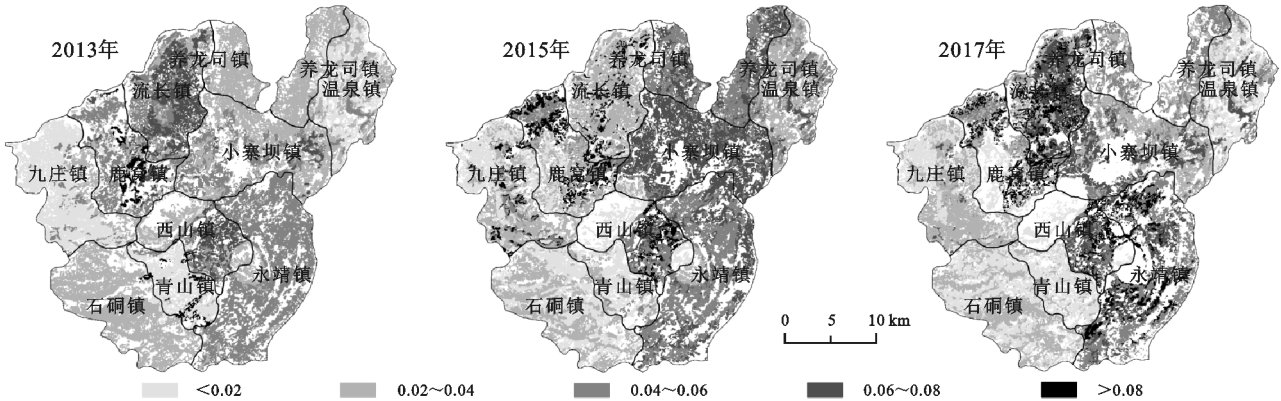 2013年
养龙司镇
流长镇
养龙司镇
温泉镇
九庄镇
鹿窝镇
小寨坝镇
西山镇
青山镇
永靖镇
石硐镇
2015年
养龙司镇
流长镇
养龙司镇
温泉镇
九庄镇
鹿窝镇
小寨坝镇
西山镇
青山镇
永靖镇
石硐镇
2017年
养龙司镇
流长镇
养龙司镇
温泉镇
九庄镇
鹿窝镇
小寨坝镇
西山镇
青山镇
永靖镇
石硐镇
0 5 10 km
<0.02 0.02～0.04 0.04～0.06 0.06～0.08 >0.08